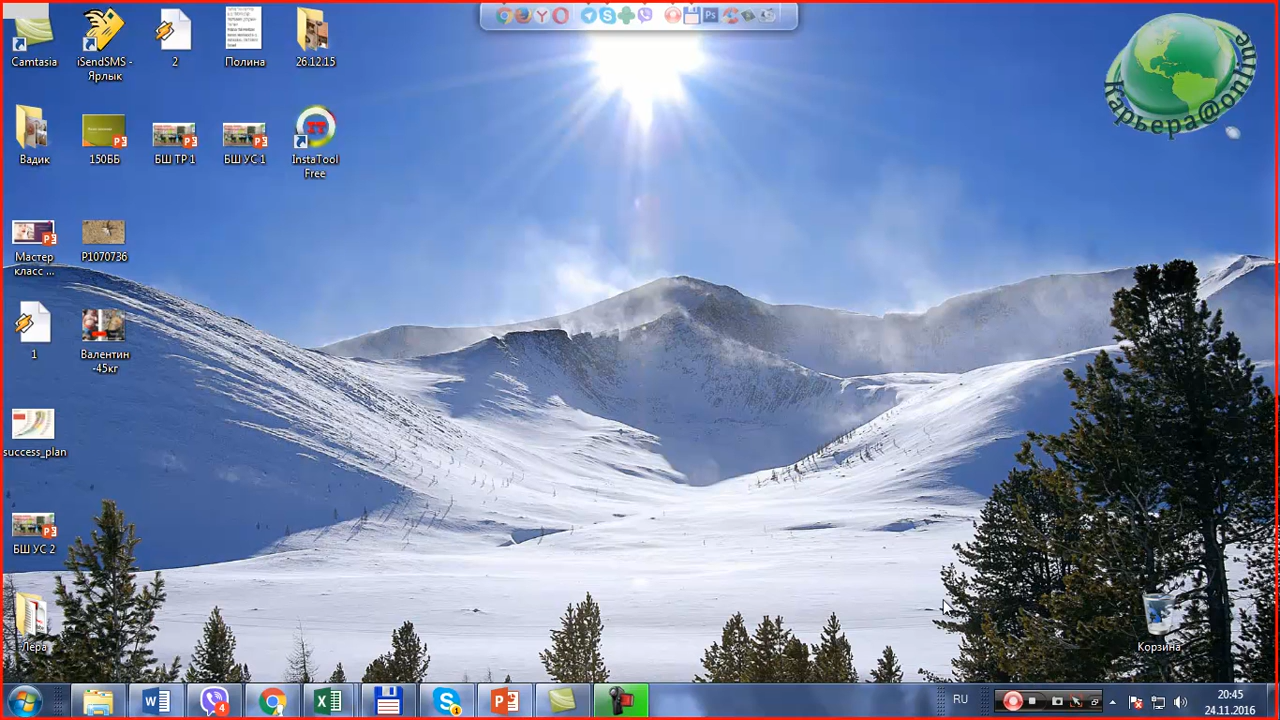 Camtasia
iSendSMS -
Ярлык
2
Полина
26.12.15
Карьера@online
Вадик
150ББ
БШ ТР 1
БШ УС 1
InstaTool
Free
Мастер
класс ...
P1070736
1
Валентин
-45кг
success_plan
БШ УС 2
Лера
Корзина
4
1
RU
20:45
24.11.2016